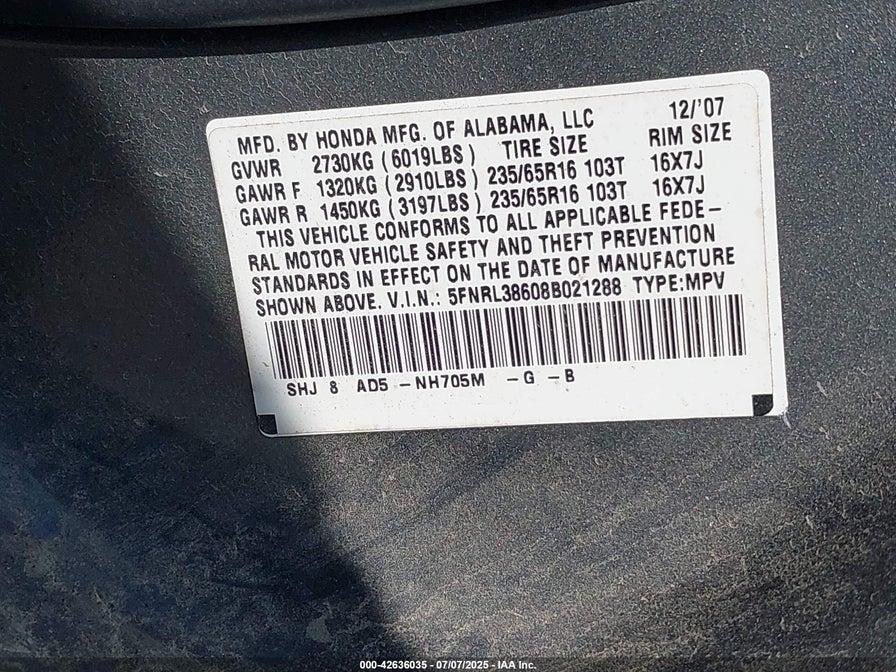 MFD. BY HONDA MFG. OF ALABAMA, LLC 12/'07
GVWR 2730KG (6019LBS) TIRE SIZE RIM SIZE
GAWR F 1320KG (2910LBS) 235/65R16 103T 16X7J
GAWR R 1450KG (3197LBS) 235/65R16 103T 16X7J
THIS VEHICLE CONFORMS TO ALL APPLICABLE FEDE-
RAL MOTOR VEHICLE SAFETY AND THEFT PREVENTION
STANDARDS IN EFFECT ON THE DATE OF MANUFACTURE
SHOWN ABOVE. V.I.N.: 5FNRL38608B021288 TYPE:MPV
SHJ 8 AD5 -NH705M -G -B
000-42636035 - 07/07/2025 - IAA Inc.